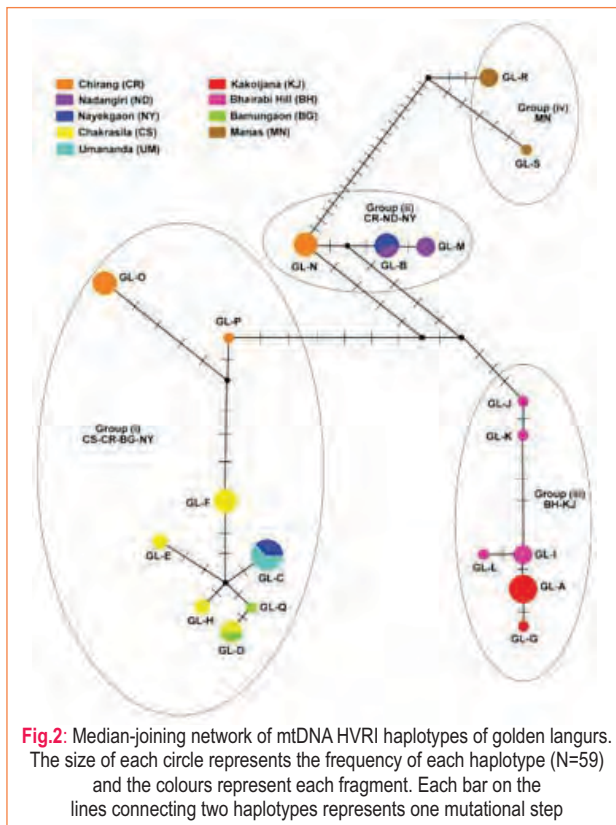 Chirang (CR)
Nadangiri (ND)
Nayekgaon (NY)
Chakrasila (CS)
Umananda (UM)
Kakoijana (KJ)
Bhairabi Hill (BH)
Bamungaon (BG)
Manas (MN)
GL-R
Group (iv)
MN
GL-S
Group (ii)
CR-ND-NY
GL-N
GL-B
GL-M
GL-O
GL-P
GL-J
GL-K
Group (i)
CS-CR-BG-NY
Group (iii)
BH-KJ
GL-F
GL-E
GL-C
GL-L
GL-I
GL-A
GL-H
GL-Q
GL-G
GL-D
Fig.2: Median-joining network of mtDNA HVRI haplotypes of golden langurs.
The size of each circle represents the frequency of each haplotype (N=59)
and the colours represent each fragment. Each bar on the
lines connecting two haplotypes represents one mutational step